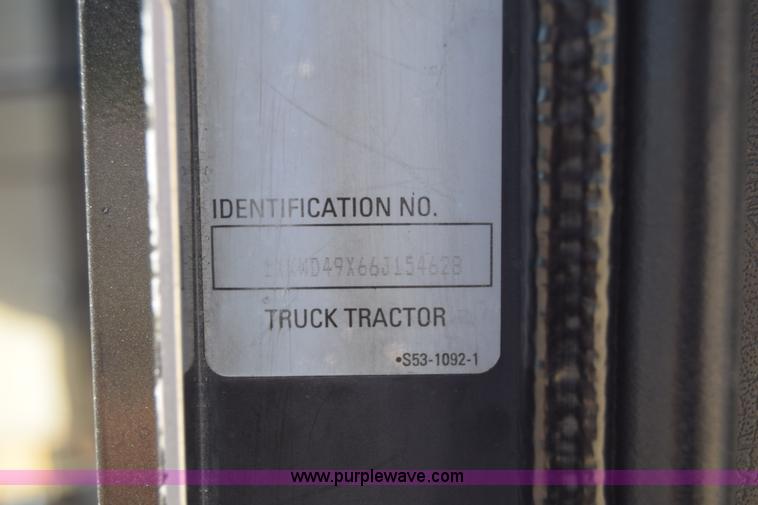 IDENTIFICATION NO.
1XKWD49X66J154628
TRUCK TRACTOR
•S53-1092-1
www.purplewave.com